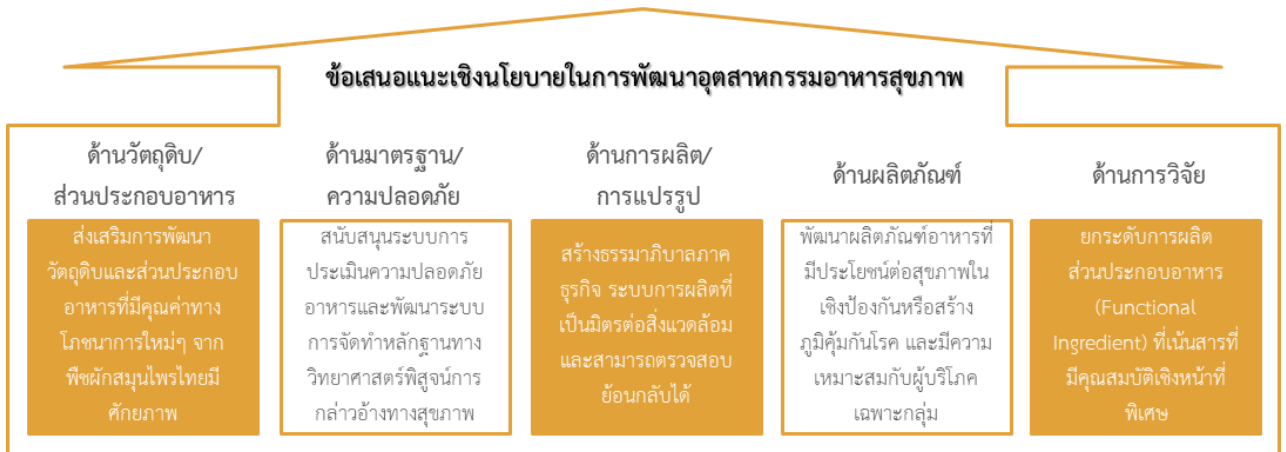 ข้อเสนอแนะเชิงนโยบายในการพัฒนาอุตสาหกรรมอาหารสุขภาพ
ด้านวัตถุดิบ/
ส่วนประกอบอาหาร
ส่งเสริมการพัฒนา
วัตถุดิบและส่วนประกอบ
อาหารที่มีคุณค่าทาง
โภชนาการใหม่ๆ จาก
พืชผักสมุนไพรไทยมี
ศักยภาพ
ด้านมาตรฐาน/
ความปลอดภัย
สนับสนุนระบบการ
ประเมินความปลอดภัย
อาหารและพัฒนาระบบ
การจัดทำหลักฐานทาง
วิทยาศาสตร์พิสูจน์การ
กล่าวอ้างทางสุขภาพ
ด้านการผลิต/
การแปรรูป
สร้างธรรมาภิบาลภาค
ธุรกิจ ระบบการผลิตที่
เป็นมิตรต่อสิ่งแวดล้อม
และสามารถตรวจสอบ
ย้อนกลับได้
ด้านผลิตภัณฑ์
พัฒนาผลิตภัณฑ์อาหารที่
มีประโยชน์ต่อสุขภาพใน
เชิงป้องกันหรือสร้าง
ภูมิคุ้มกันโรค และมีความ
เหมาะสมกับผู้บริโภค
เฉพาะกลุ่ม
ด้านการวิจัย
ยกระดับการผลิต
ส่วนประกอบอาหาร
(Functional
Ingredient) ที่เน้นสารที่
มีคุณสมบัติเชิงหน้าที่
พิเศษ